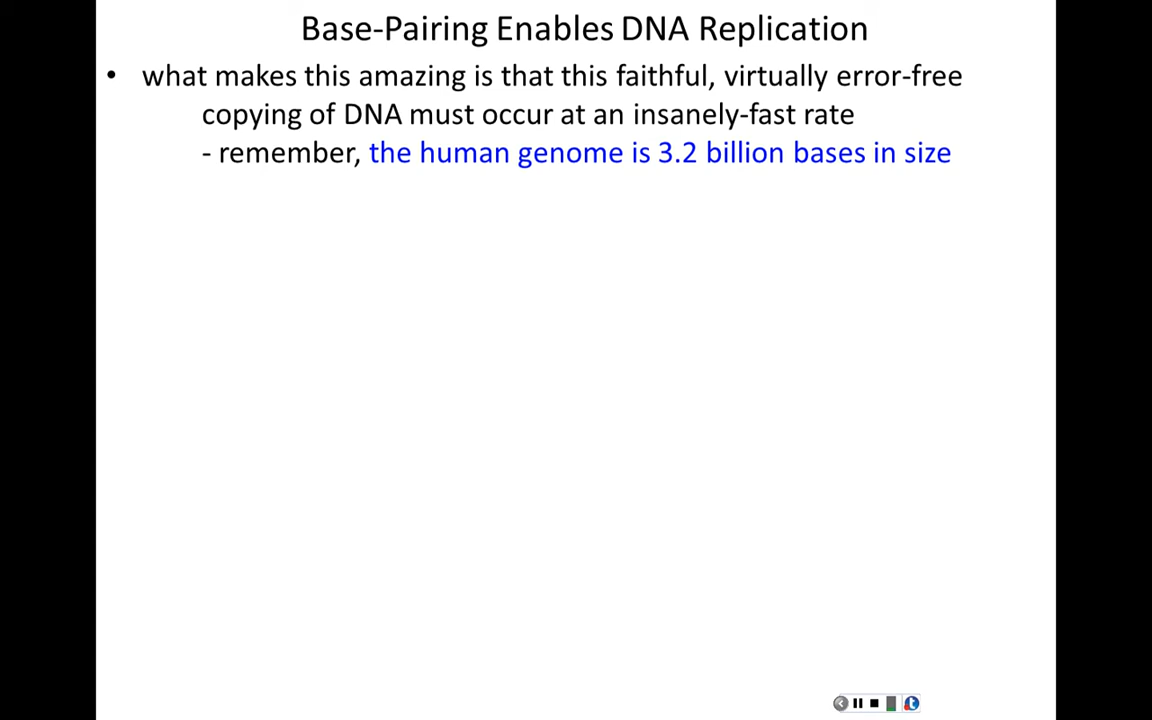 Base-Pairing Enables DNA Replication
• what makes this amazing is that this faithful, virtually error-free
copying of DNA must occur at an insanely-fast rate
- remember, the human genome is 3.2 billion bases in size